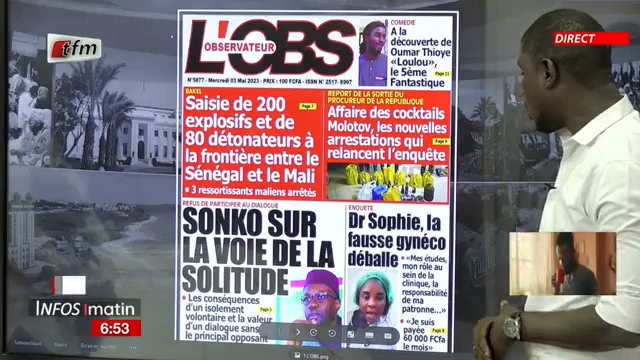 tfm
DIRECT
L'OBS
L'OBSERVATEUR
N°5877 - Mercredi 03 Mai 2023 - PRIX : 100 FCFA - ISSN N° 2517- 8997
COMEDIE
A la
découverte de
Oumar Thioye
«Loulou»,
le 5ème
Fantastique
Page 11
BAKEL
Saisie de 200
explosifs et de
80 détonateurs à
la frontière entre le
Sénégal et le Mali
• 3 ressortissants maliens arrêtés
REPORT DE LA SORTIE DU
PROCUREUR DE LA REPUBLIQUE
Affaire des cocktails
Molotov, les nouvelles
arrestations qui
relancent l'enquête
REFUS DE PARTICIPER AU DIALOGUE
SONKO SUR
LA VOIE DE LA
SOLITUDE
• Les conséquences
d'un isolement
volontaire et la valeur
d'un dialogue sans
le principal opposant
ENQUETE
Dr Sophie, la
fausse gynéco
déballe
• «Mes études,
mon rôle au
sein de la
clinique, la
responsabilité de
ma patronne...»
• «Je suis
payée
60 000 FCfa
le mois»
INFOS matin
6:53
1 L'OBS.png